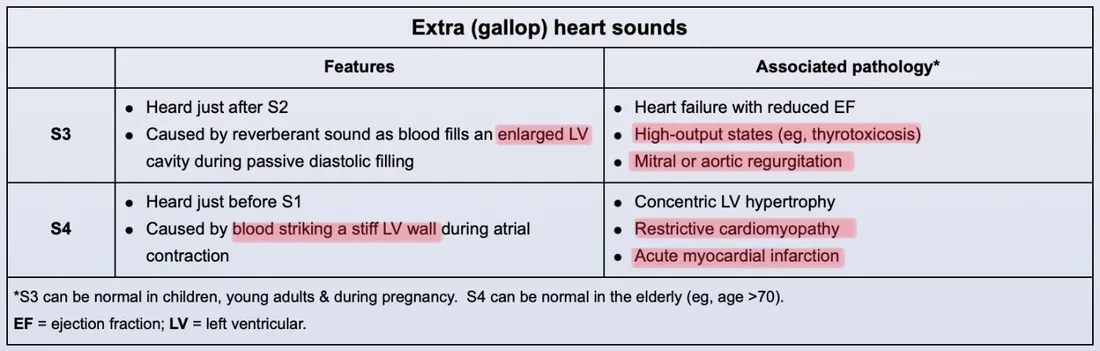 Extra (gallop) heart sounds
Features
Associated pathology*
S3
● Heard just after S2
● Caused by reverberant sound as blood fills an enlarged LV
cavity during passive diastolic filling
● Heart failure with reduced EF
● High-output states (eg, thyrotoxicosis)
● Mitral or aortic regurgitation
S4
● Heard just before S1
● Caused by blood striking a stiff LV wall during atrial
contraction
● Concentric LV hypertrophy
● Restrictive cardiomyopathy
● Acute myocardial infarction
*S3 can be normal in children, young adults & during pregnancy. S4 can be normal in the elderly (eg, age >70).
EF = ejection fraction; LV = left ventricular.